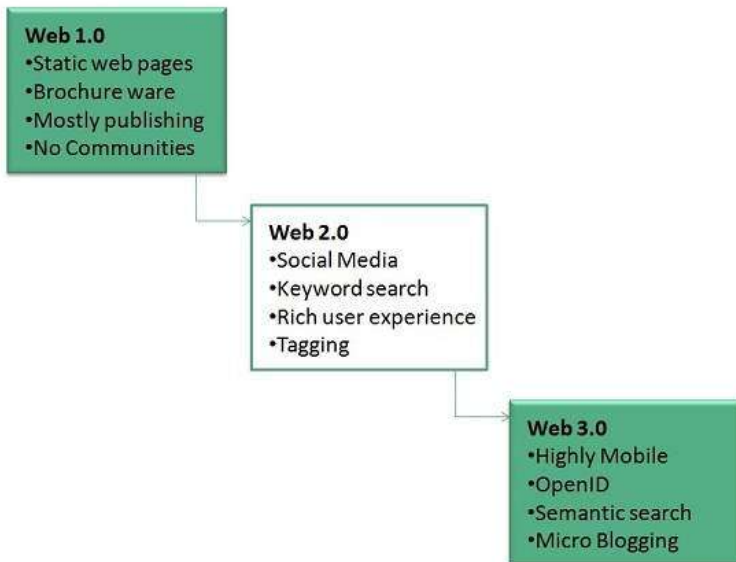 Web 1.0
•Static web pages
•Brochure ware
•Mostly publishing
•No Communities
Web 2.0
•Social Media
•Keyword search
•Rich user experience
•Tagging
Web 3.0
•Highly Mobile
•OpenID
•Semantic search
•Micro Blogging